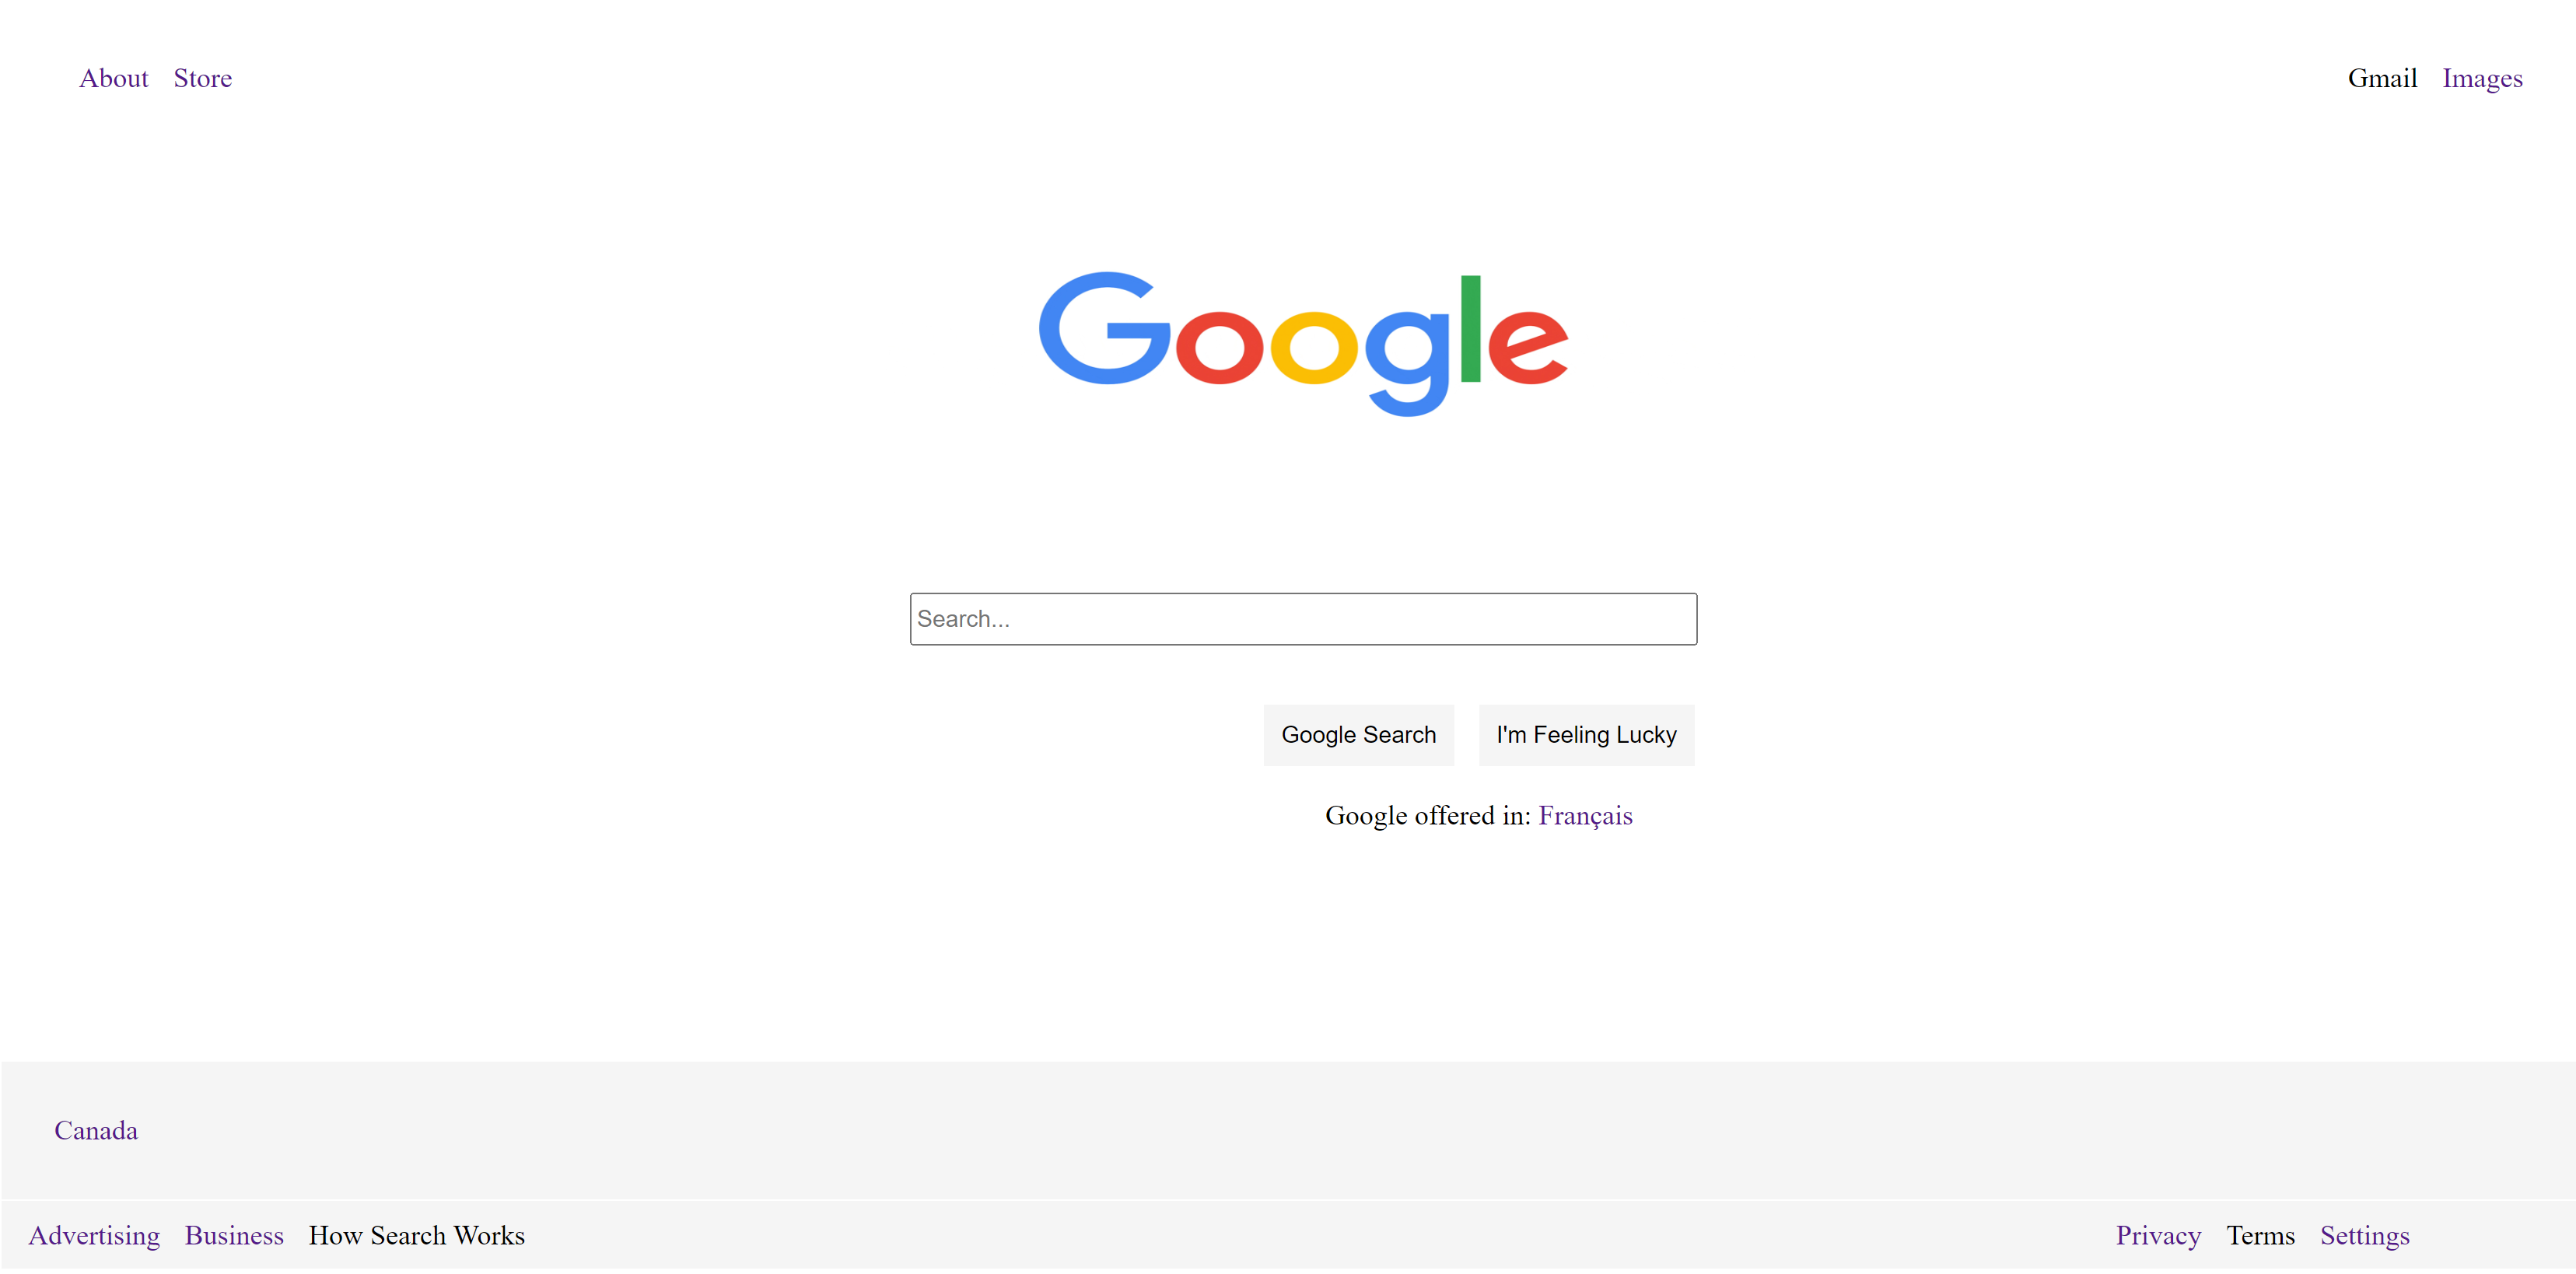 About Store Gmail Images
Google
Search...
Google Search I'm Feeling Lucky
Google offered in: Français
Canada
Advertising Business How Search Works Privacy Terms Settings